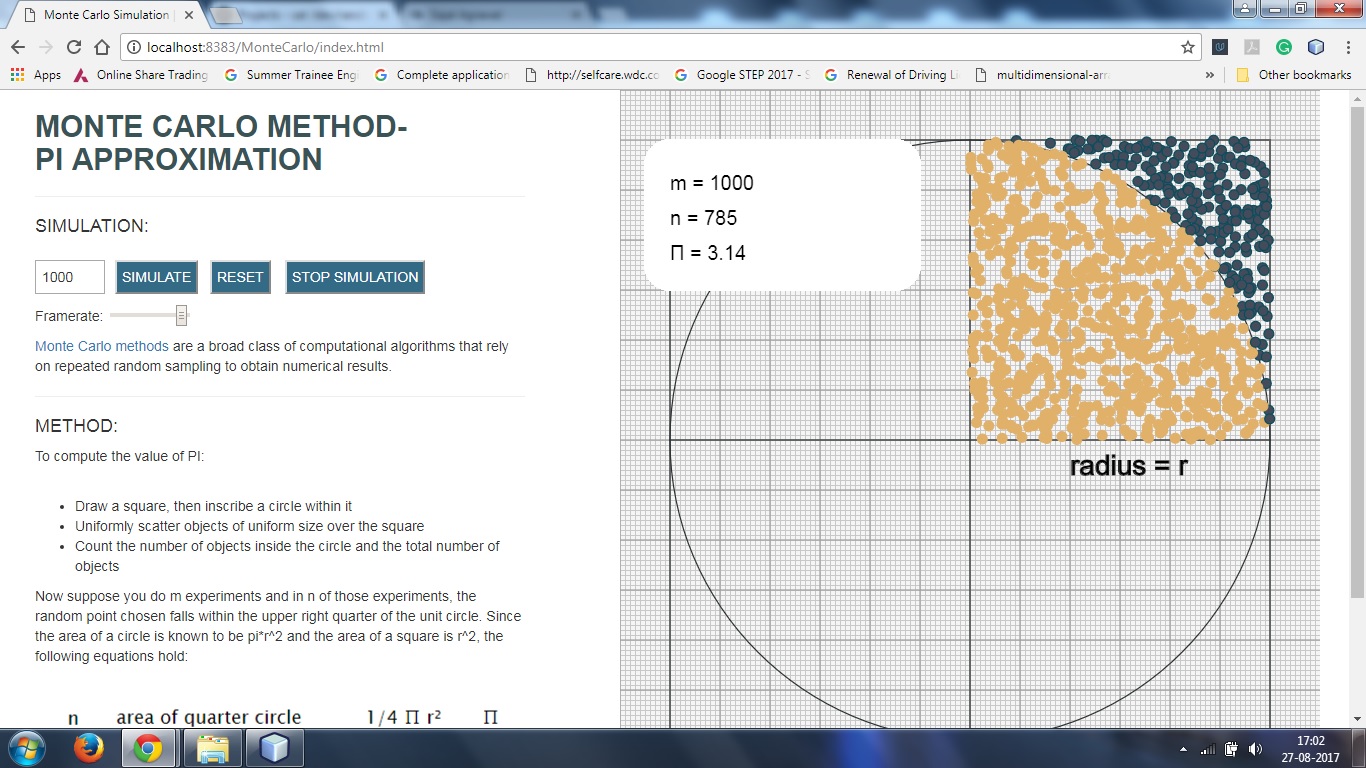 Monte Carlo Simulation
localhost:8383/MonteCarlo/index.html
Apps Online Share Trading Summer Trainee Eng Complete application http://selfcare.wdc.co Google STEP 2017 - S Renewal of Driving Li multidimensional-arr » Other bookmarks
MONTE CARLO METHOD-
PI APPROXIMATION
SIMULATION:
1000 SIMULATE RESET STOP SIMULATION
Framerate:
Monte Carlo methods are a broad class of computational algorithms that rely
on repeated random sampling to obtain numerical results.
METHOD:
To compute the value of PI:
• Draw a square, then inscribe a circle within it
• Uniformly scatter objects of uniform size over the square
• Count the number of objects inside the circle and the total number of
objects
Now suppose you do m experiments and in n of those experiments, the
random point chosen falls within the upper right quarter of the unit circle. Since
the area of a circle is known to be pi*r^2 and the area of a square is r^2, the
following equations hold:
n area of quarter circle 1/4 Π r² Π
m = 1000
n = 785
Π = 3.14
radius = r
17:02
27-08-2017